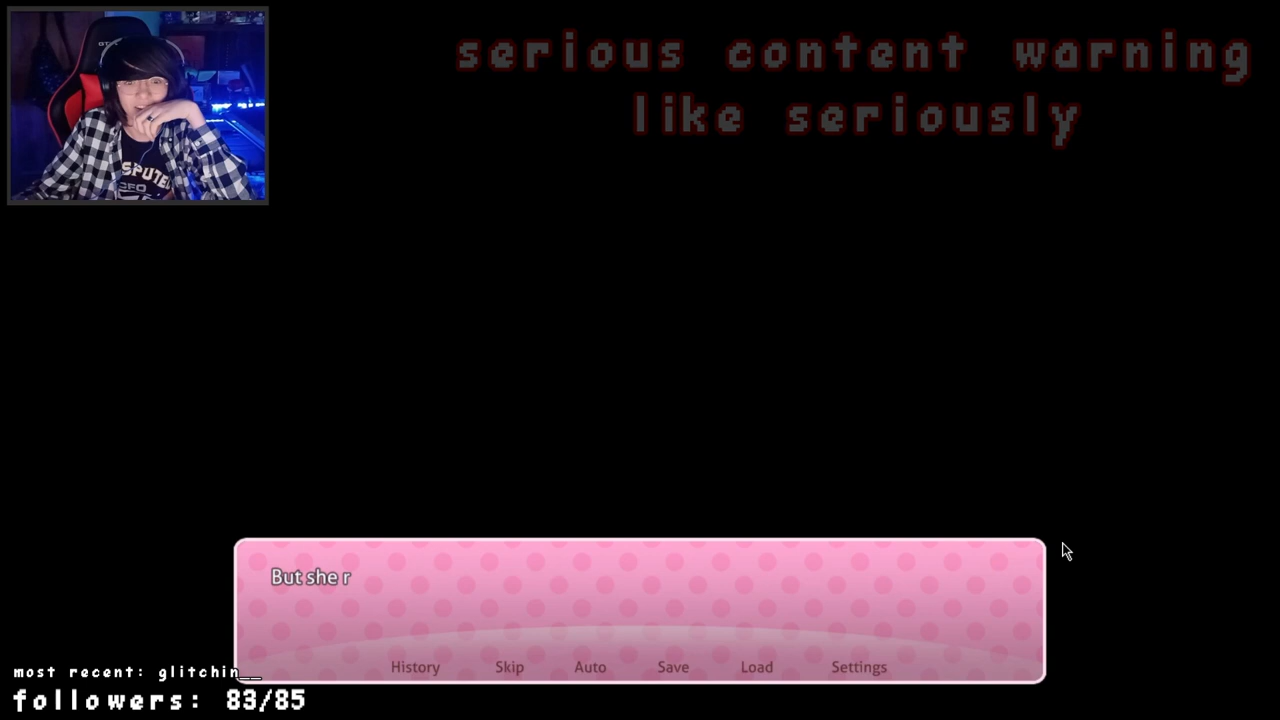 serious content warning
like seriously
But she r
History Skip Auto Save Load Settings
most recent: glitchin__
followers: 83/85